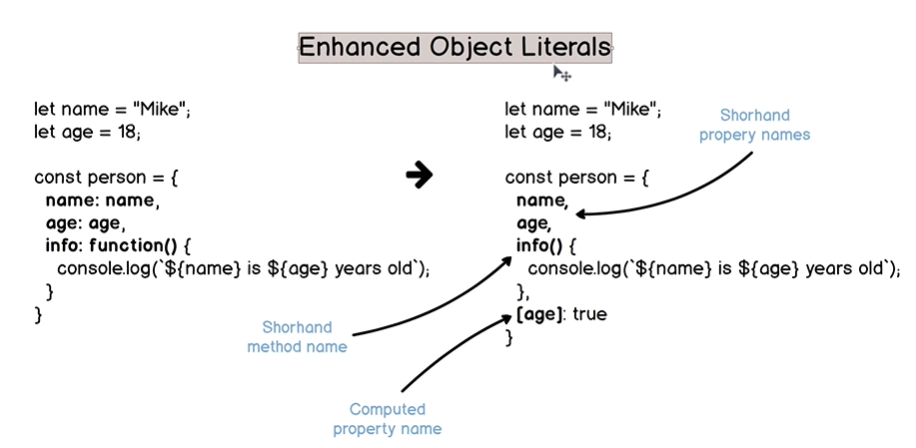 Enhanced Object Literals
let name = "Mike";
let age = 18;
const person = {
name: name,
age: age,
info: function() {
console.log(`${name} is ${age} years old`);
}
}
let name = "Mike";
let age = 18;
const person = {
name,
age,
info() {
console.log(`${name} is ${age} years old`);
},
[age]: true
}
Shorhand
propery names
Shorhand
method name
Computed
property name